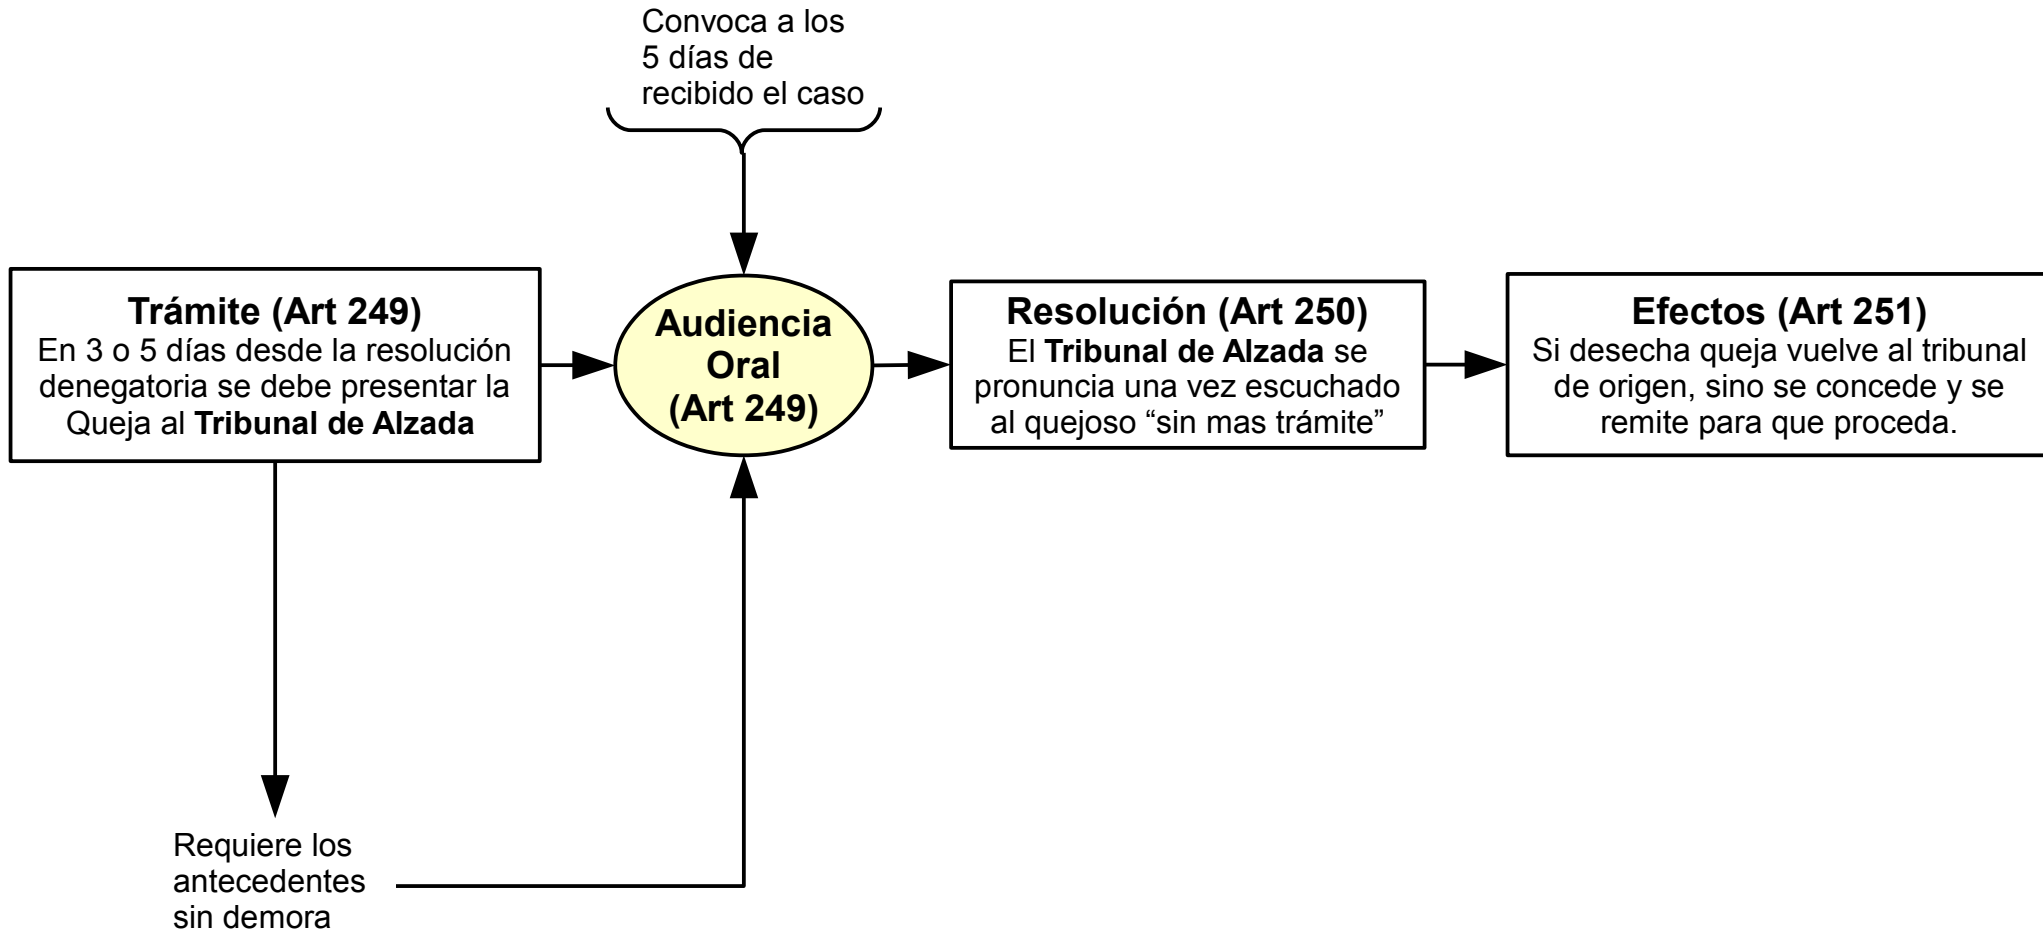 Convoca a los
5 días de
recibido el caso
Trámite (Art 249)
En 3 o 5 días desde la resolución
denegatoria se debe presentar la
Queja al Tribunal de Alzada
Audiencia
Oral
(Art 249)
Resolución (Art 250)
El Tribunal de Alzada se
pronuncia una vez escuchado
al quejoso “sin mas trámite”
Efectos (Art 251)
Si desecha queja vuelve al tribunal
de origen, sino se concede y se
remite para que proceda.
Requiere los
antecedentes
sin demora